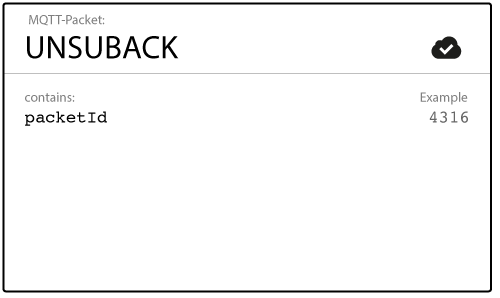 MQTT-Packet:
UNSUBACK
contains: Example
packetId 4316